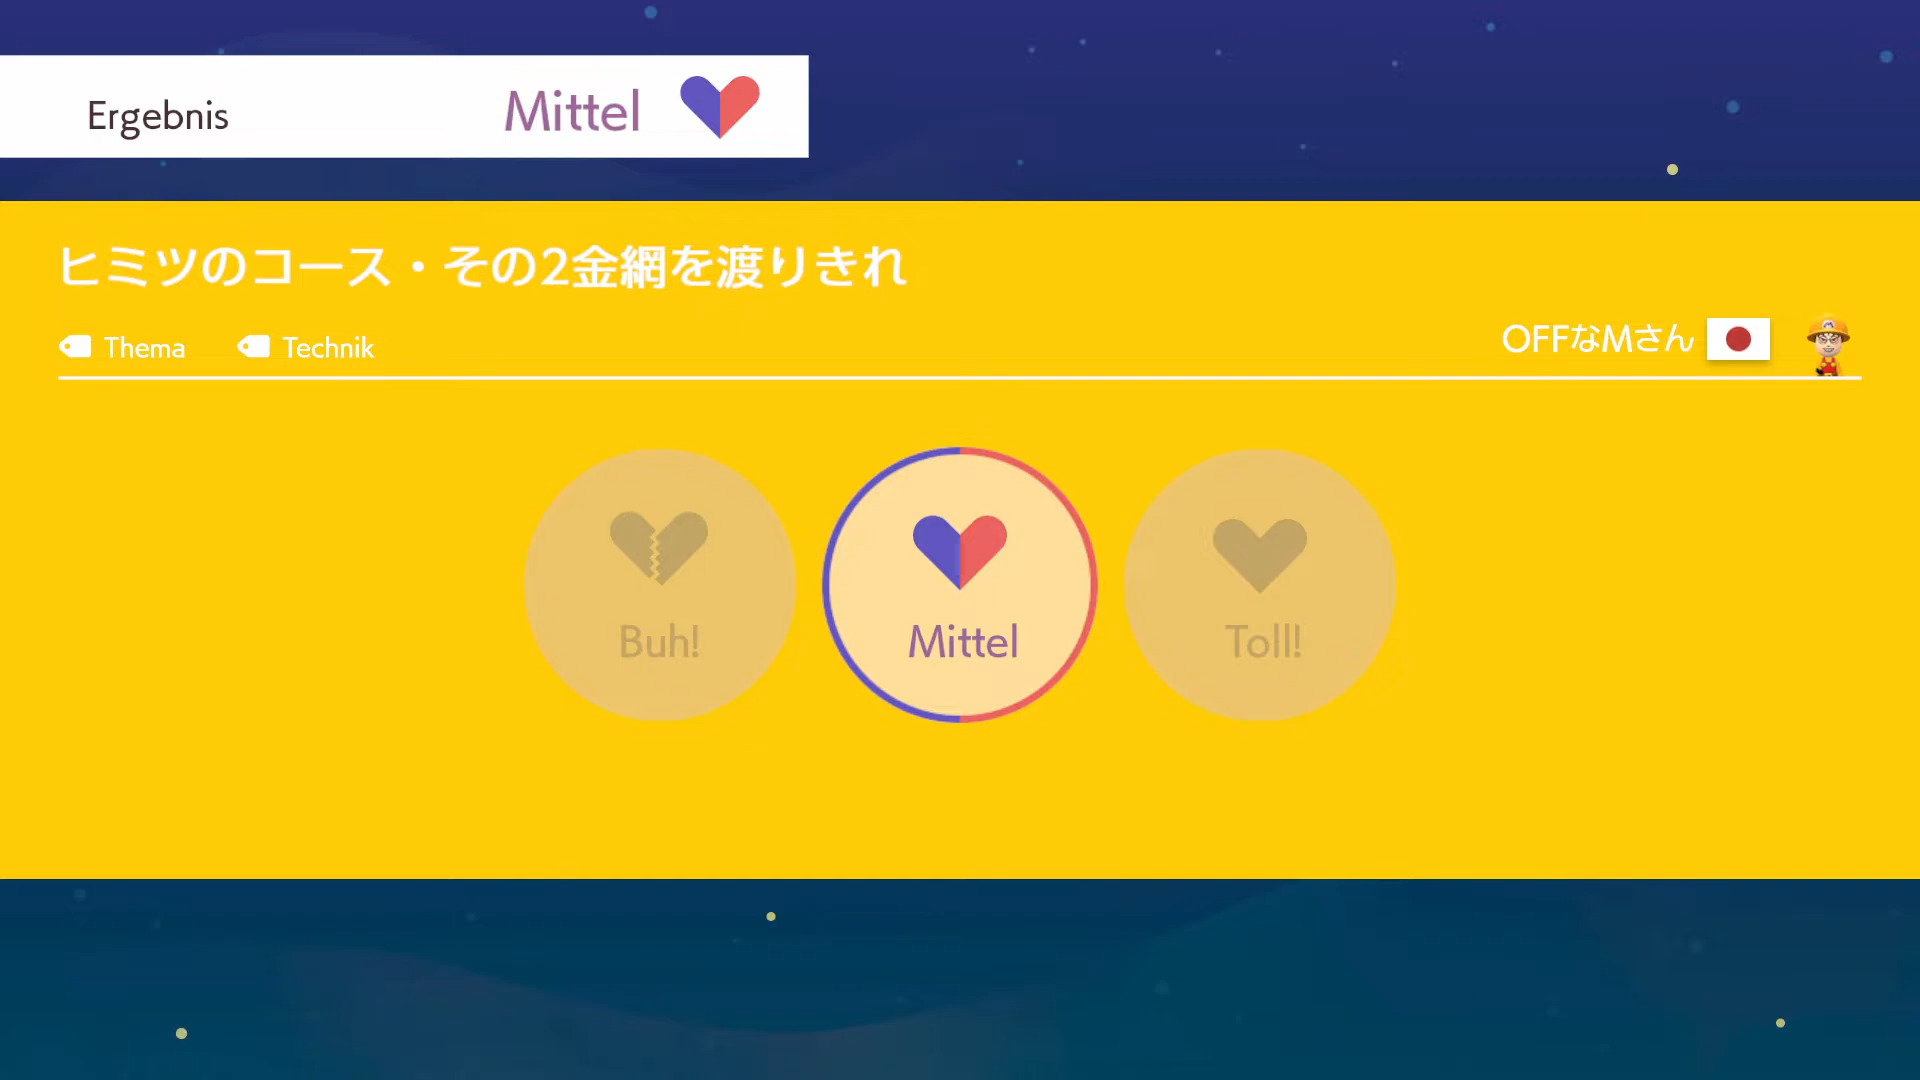 Ergebnis Mittel
ヒミツのコース・その2金網を渡りきれ
Thema Technik
OFFなMさん
Buh! Mittel Toll!